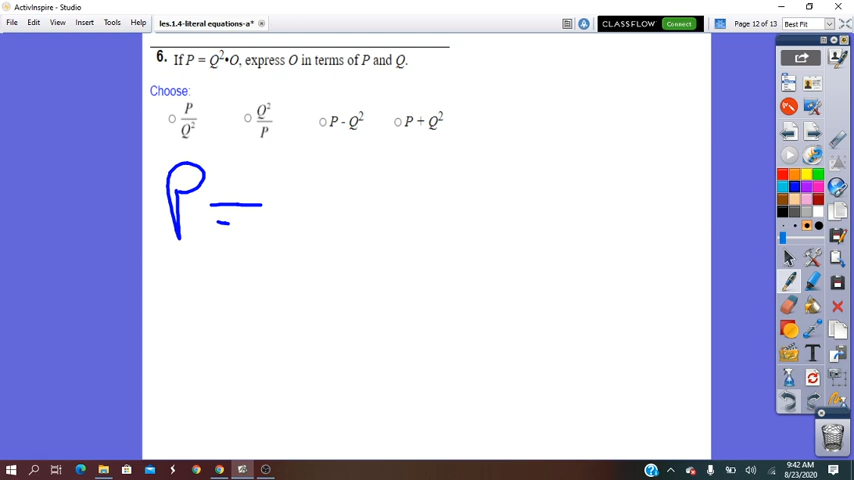 ActivInspire - Studio
File Edit View Insert Tools Help
les.1.4-literal equations-a*
CLASSFLOW Connect
Page 12 of 13
Best Fit
6. If P = Q²•O, express O in terms of P and Q.
Choose:
P/Q² Q²/P P - Q² P + Q²
P =
T
9:42 AM
8/23/2020